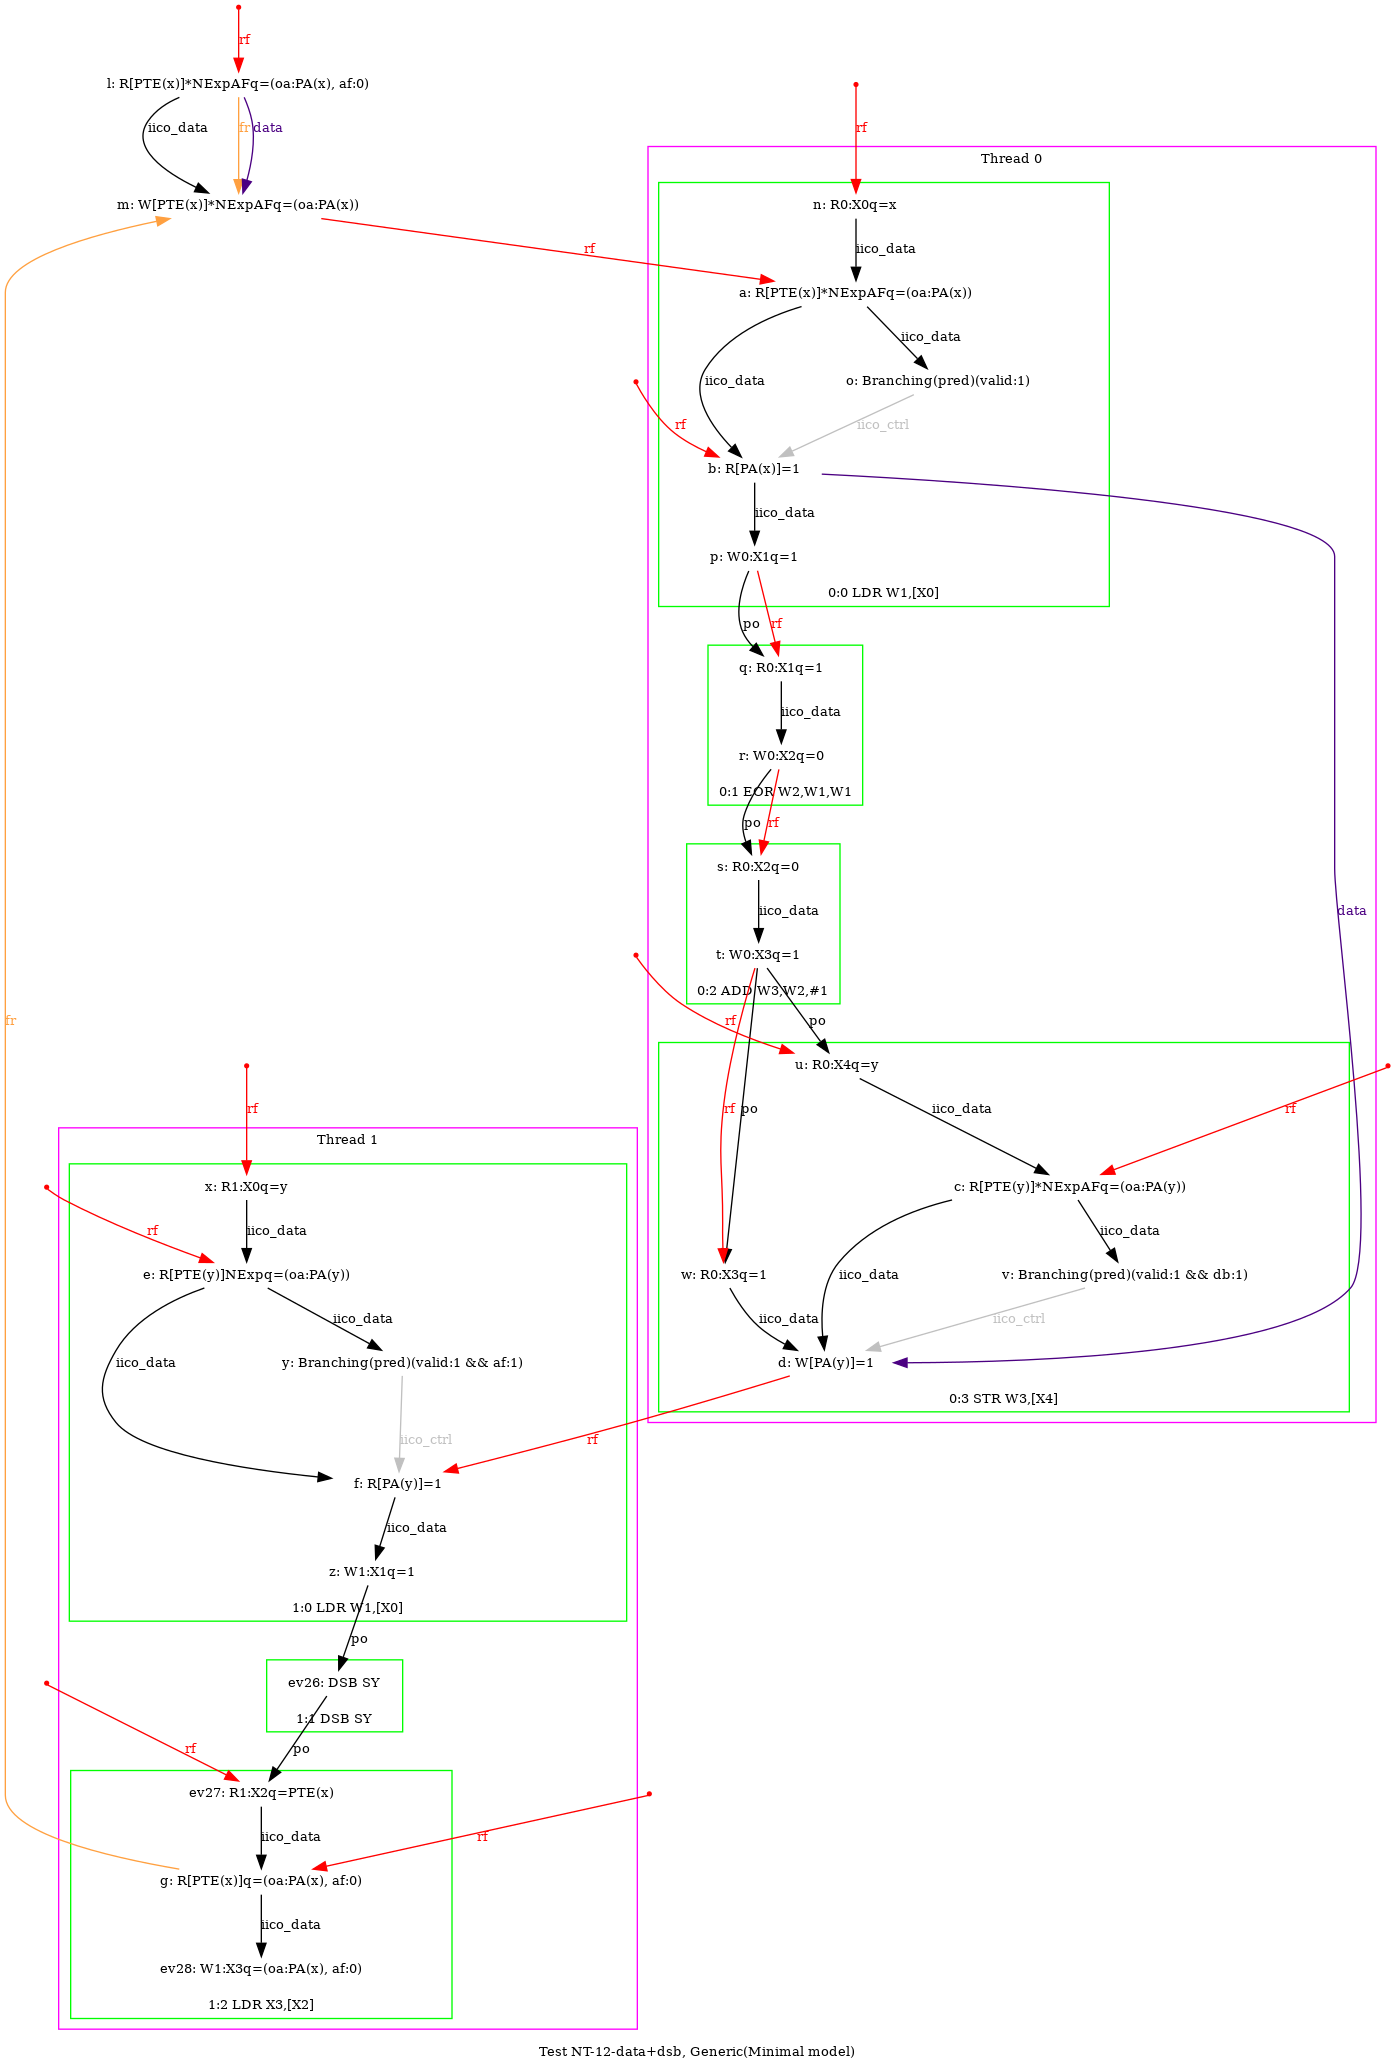 rf
l: R[PTE(x)]*NExpAFq=(oa:PA(x), af:0)
iico_data
fr
data
m: W[PTE(x)]*NExpAFq=(oa:PA(x))
rf
rf
Thread 0
n: R0:X0q=x
iico_data
a: R[PTE(x)]*NExpAFq=(oa:PA(x))
iico_data
iico_data
o: Branching(pred)(valid:1)
rf
iico_ctrl
b: R[PA(x)]=1
iico_data
p: W0:X1q=1
0:0 LDR W1,[X0]
po
rf
q: R0:X1q=1
iico_data
r: W0:X2q=0
0:1 EOR W2,W1,W1
po
rf
s: R0:X2q=0
iico_data
data
t: W0:X3q=1
0:2 ADD W3,W2,#1
rf
po
u: R0:X4q=y
rf
po
iico_data
rf
c: R[PTE(y)]*NExpAFq=(oa:PA(y))
iico_data
iico_data
w: R0:X3q=1
v: Branching(pred)(valid:1 && db:1)
iico_data
iico_ctrl
d: W[PA(y)]=1
0:3 STR W3,[X4]
fr
rf
Thread 1
x: R1:X0q=y
rf
iico_data
e: R[PTE(y)]NExpq=(oa:PA(y))
iico_data
iico_data
y: Branching(pred)(valid:1 && af:1)
iico_ctrl
rf
f: R[PA(y)]=1
iico_data
z: W1:X1q=1
1:0 LDR W1,[X0]
po
ev26: DSB SY
1:1 DSB SY
rf
po
ev27: R1:X2q=PTE(x)
iico_data
rf
g: R[PTE(x)]q=(oa:PA(x), af:0)
iico_data
ev28: W1:X3q=(oa:PA(x), af:0)
1:2 LDR X3,[X2]
Test NT-12-data+dsb, Generic(Minimal model)